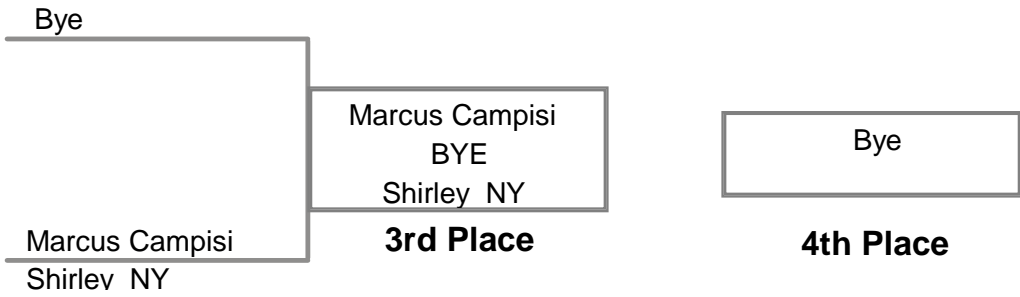 Bye
Marcus Campisi
BYE
Shirley NY
3rd Place
Bye
4th Place
Marcus Campisi
Shirley NY